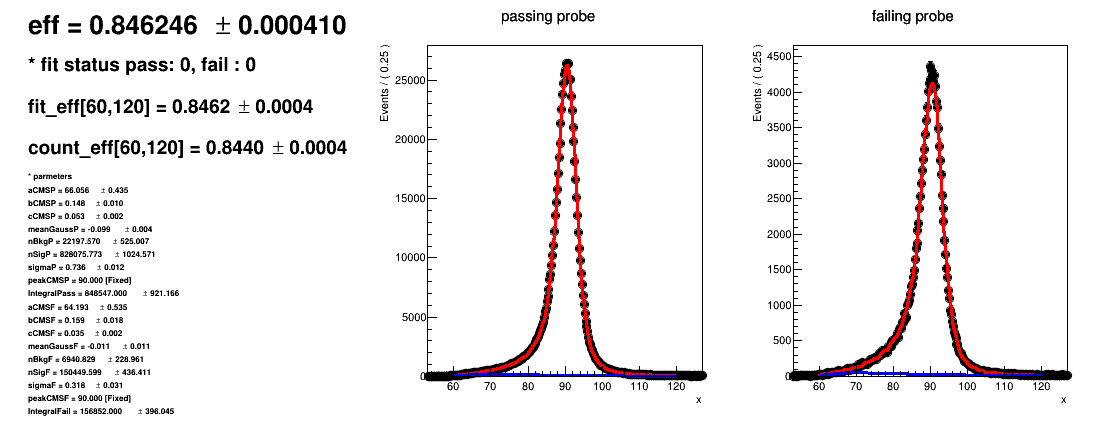 eff = 0.846246 ± 0.000410
* fit status pass: 0, fail : 0
fit_eff[60,120] = 0.8462 ± 0.0004
count_eff[60,120] = 0.8440 ± 0.0004
* parmeters
aCMSP = 66.056 ± 0.435
bCMSP = 0.148 ± 0.010
cCMSP = 0.053 ± 0.002
meanGaussP = -0.099 ± 0.004
nBkgP = 22197.570 ± 525.007
nSigP = 828075.773 ± 1024.571
sigmaP = 0.736 ± 0.012
peakCMSP = 90.000 [Fixed]
IntegralPass = 848547.000 ± 921.166
aCMSF = 64.193 ± 0.535
bCMSF = 0.159 ± 0.018
cCMSF = 0.035 ± 0.002
meanGaussF = -0.011 ± 0.011
nBkgF = 6940.829 ± 228.961
nSigF = 150449.599 ± 436.411
sigmaF = 0.318 ± 0.031
peakCMSF = 90.000 [Fixed]
IntegralFail = 156852.000 ± 396.045
passing probe
Events / ( 0.25 )
25000
20000
15000
10000
5000
0
60 70 80 90 100 110 120
x
failing probe
Events / ( 0.25 )
4500
4000
3500
3000
2500
2000
1500
1000
500
0
60 70 80 90 100 110 120
x